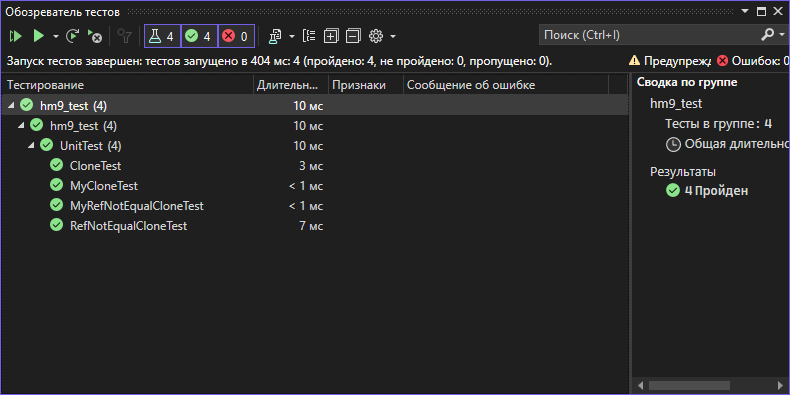 Обозреватель тестов
4 4 0 Поиск (Ctrl+I)
Запуск тестов завершен: тестов запущено в 404 мс: 4 (пройдено: 4, не пройдено: 0, пропущено: 0). Предупрежд Ошибок: 0
Тестирование Длительн... Признаки Сообщение об ошибке
hm9_test (4) 10 мс
hm9_test (4) 10 мс
UnitTest (4) 10 мс
CloneTest 3 мс
MyCloneTest < 1 мс
MyRefNotEqualCloneTest < 1 мс
RefNotEqualCloneTest 7 мс
Сводка по группе
hm9_test
Тесты в группе: 4
Общая длительно
Результаты
4 Пройден